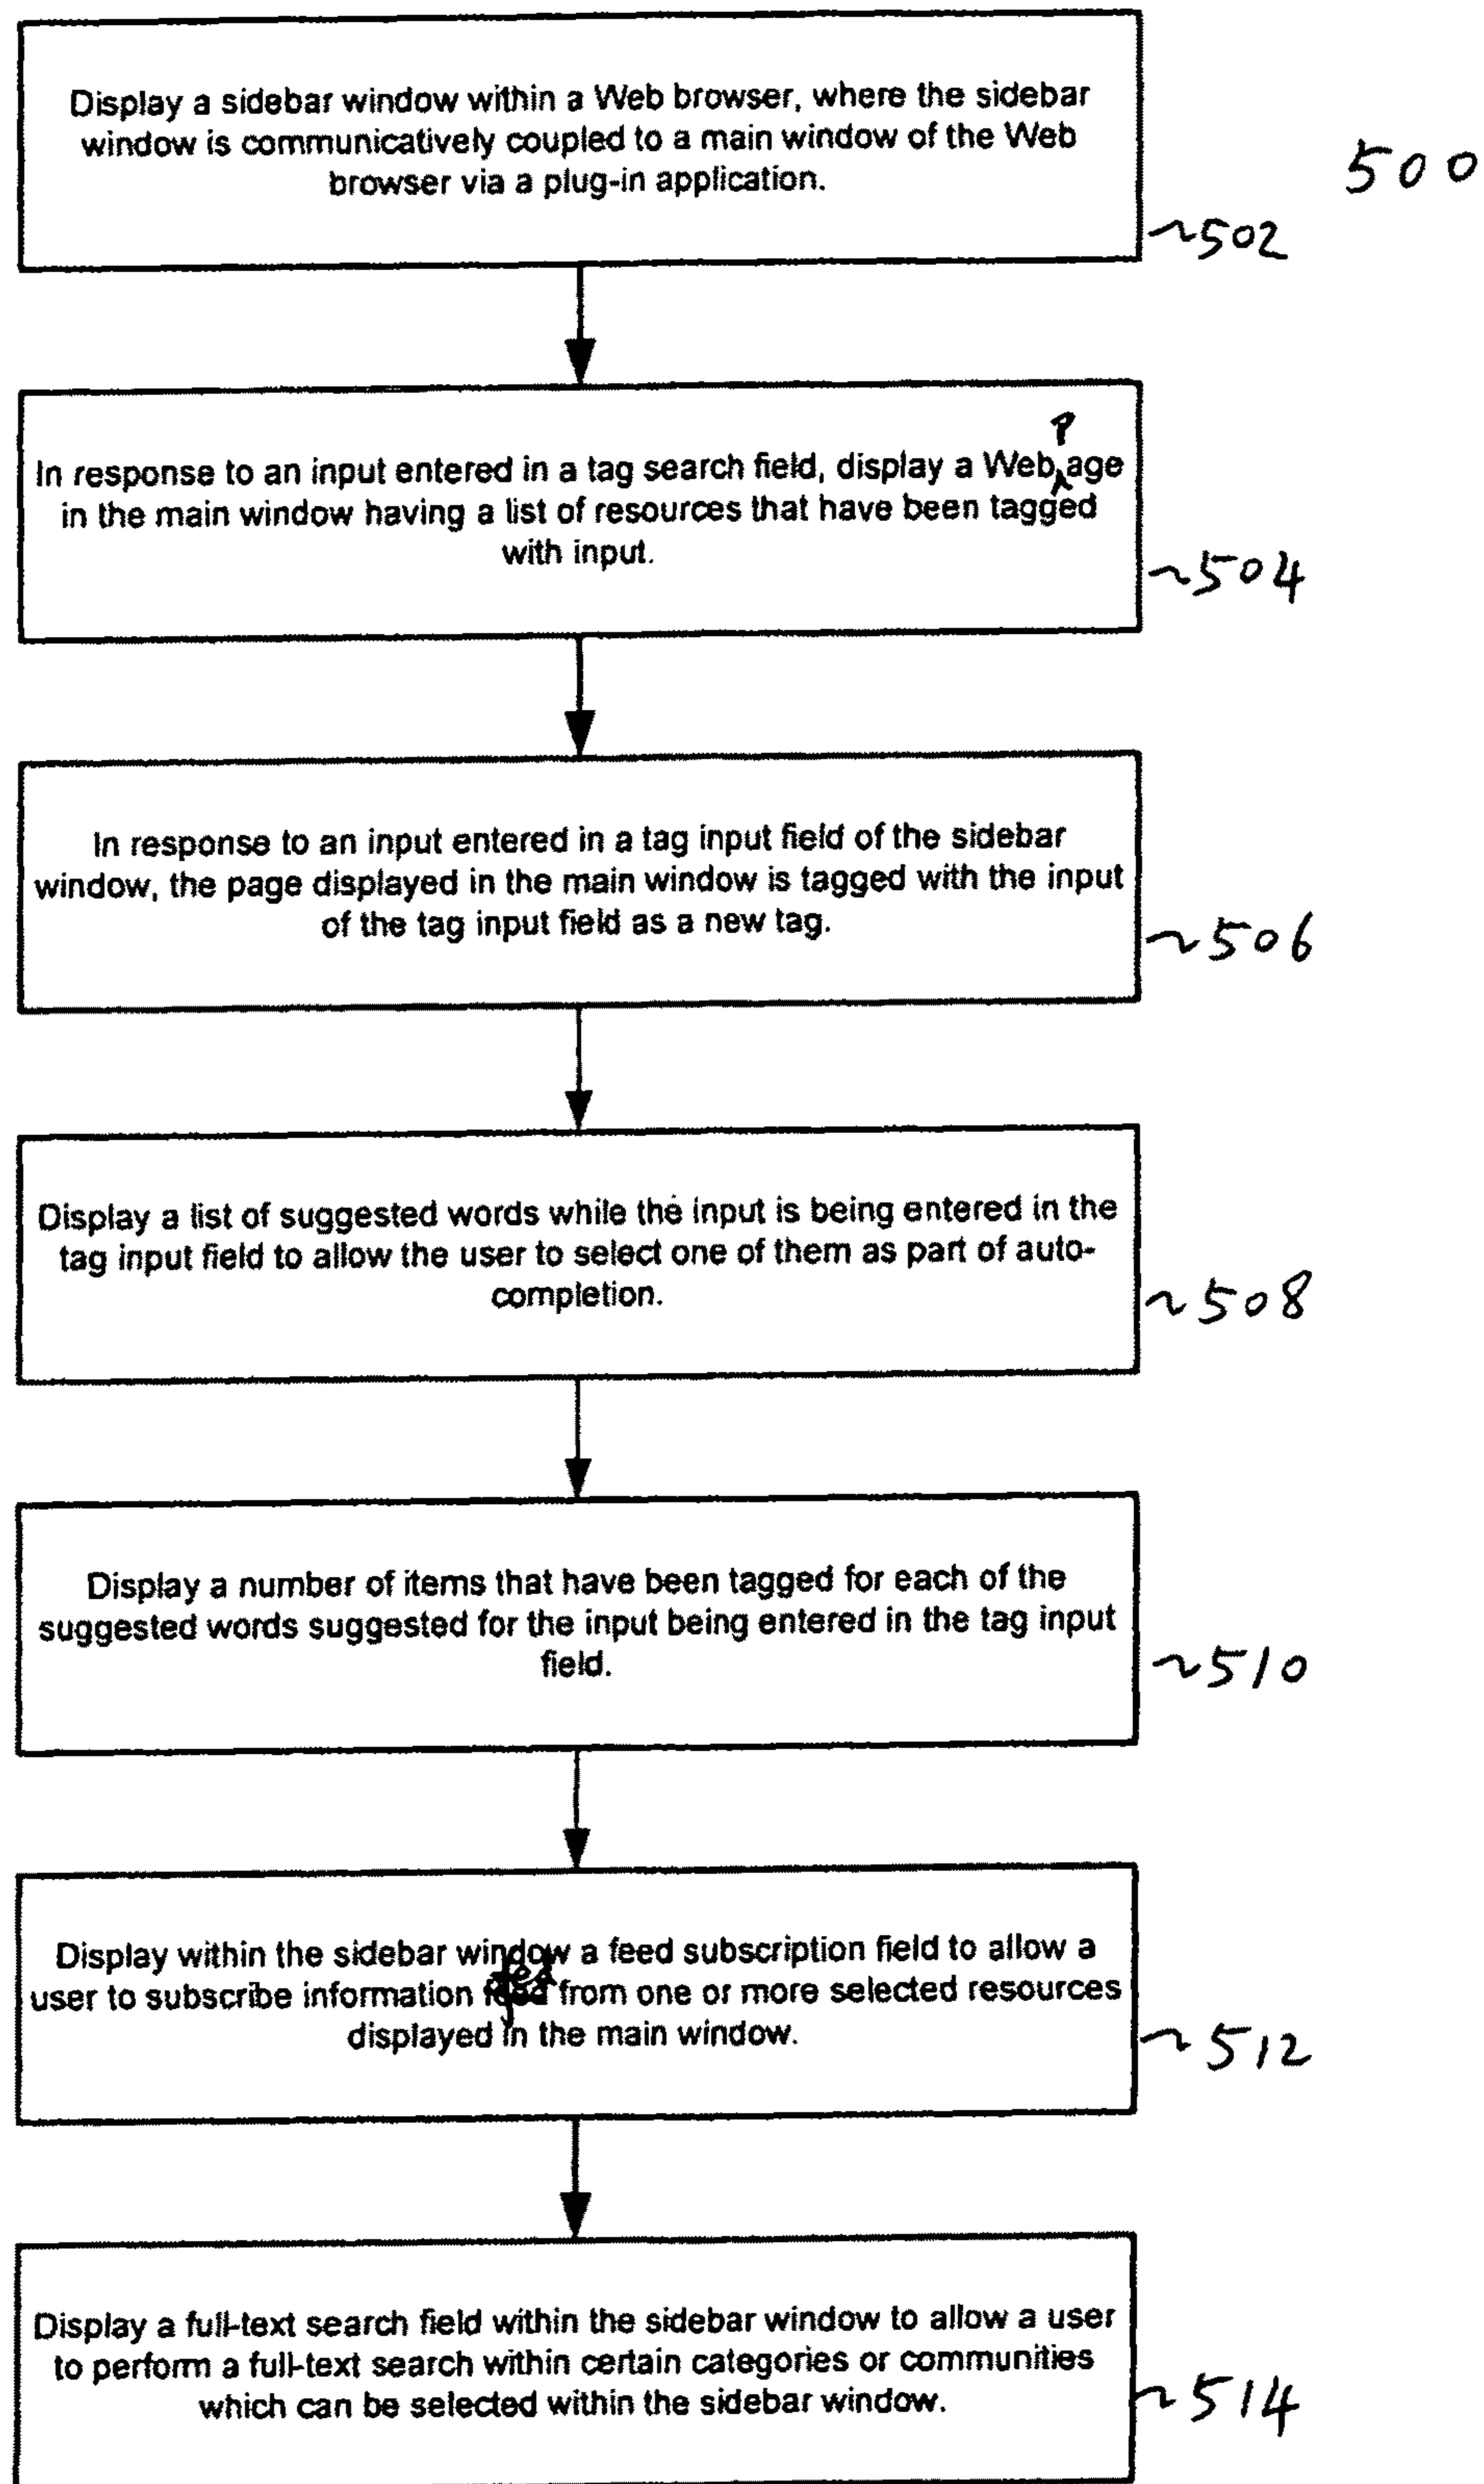 Display a sidebar window within a Web browser, where the sidebar
window is communicatively coupled to a main window of the Web
browser via a plug-in application.
500
~502
In response to an input entered in a tag search field, display a Web page
in the main window having a list of resources that have been tagged
with input.
~504
In response to an input entered in a tag input field of the sidebar
window, the page displayed in the main window is tagged with the input
of the tag input field as a new tag.
~506
Display a list of suggested words while the input is being entered in the
tag input field to allow the user to select one of them as part of auto-
completion.
~508
Display a number of items that have been tagged for each of the
suggested words suggested for the input being entered in the tag input
field.
~510
Display within the sidebar window a feed subscription field to allow a
user to subscribe information from one or more selected resources
displayed in the main window.
~512
Display a full-text search field within the sidebar window to allow a user
to perform a full-text search within certain categories or communities
which can be selected within the sidebar window.
~514